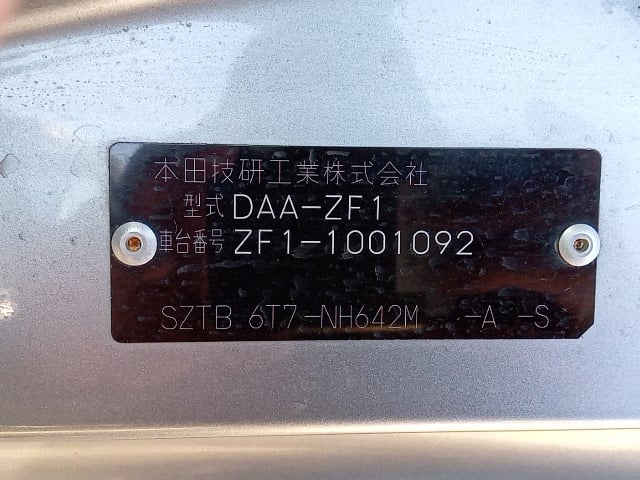 本田技研工業株式会社
型式 DAA-ZF1
車台番号 ZF1-1001092
SZTB 6T7-NH642M -A -S